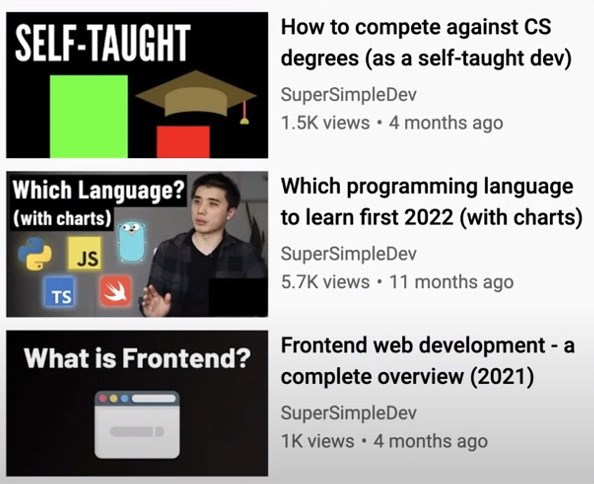 SELF-TAUGHT
How to compete against CS
degrees (as a self-taught dev)
SuperSimpleDev
1.5K views • 4 months ago
Which Language?
(with charts)
JS
TS
Which programming language
to learn first 2022 (with charts)
SuperSimpleDev
5.7K views • 11 months ago
What is Frontend?
Frontend web development - a
complete overview (2021)
SuperSimpleDev
1K views • 4 months ago